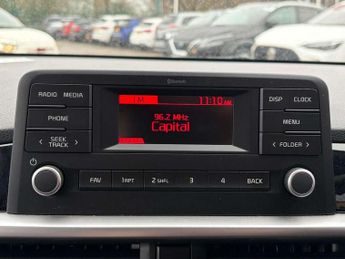 Bluetooth
RADIO MEDIA
FM 11:10 AM
DISP CLOCK
96.2 MHz
Capital
PHONE
MENU
SEEK
TRACK
FOLDER
FAV 1 RPT 2 SHFL 3 4 BACK